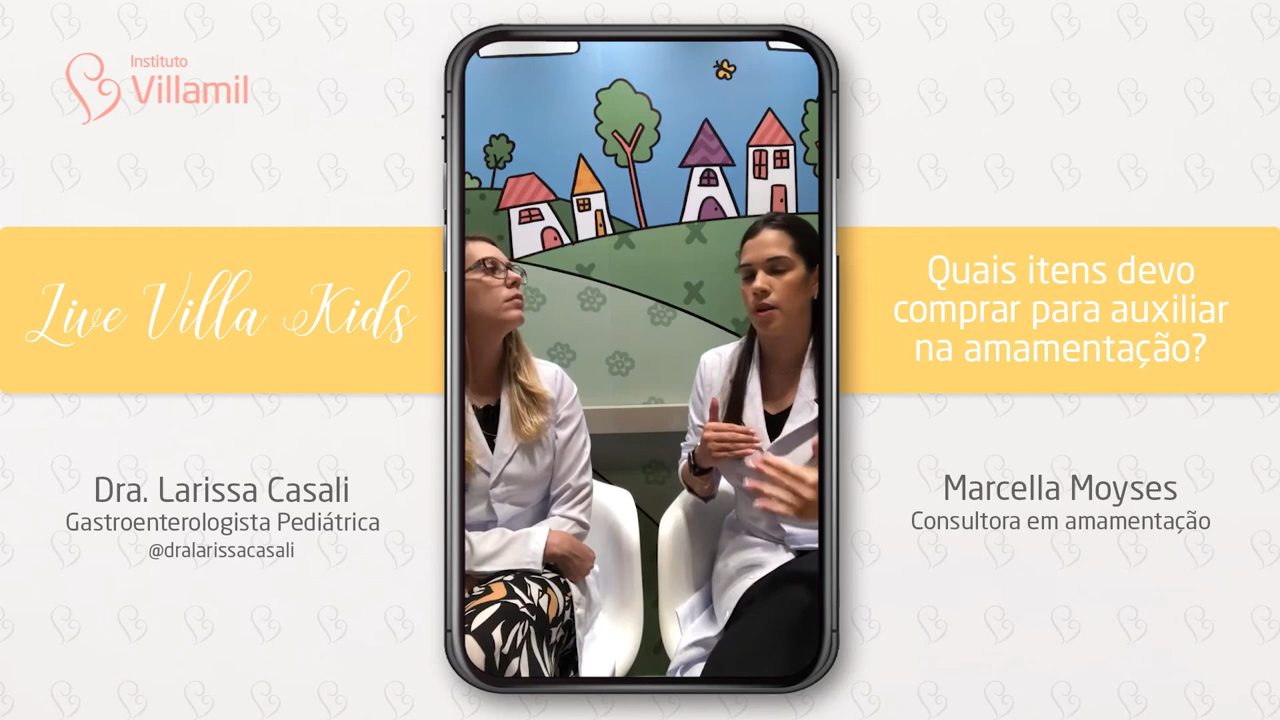 Instituto
Villamil
Live Villa Kids
Quais itens devo
comprar para auxiliar
na amamentação?
Dra. Larissa Casali
Gastroenterologista Pediátrica
@dralarissacasali
Marcella Moyses
Consultora em amamentação